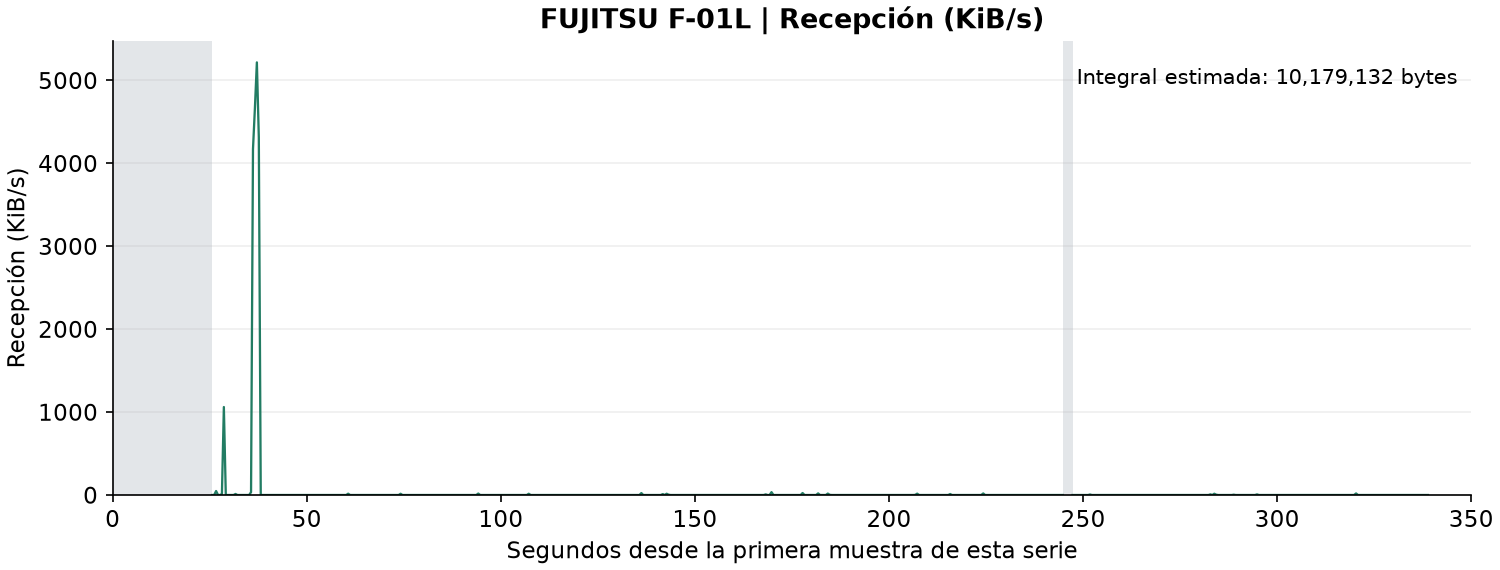 FUJITSU F-01L | Recepción (KiB/s)
Integral estimada: 10,179,132 bytes
Recepción (KiB/s)
5000
4000
3000
2000
1000
0
0 50 100 150 200 250 300 350
Segundos desde la primera muestra de esta serie